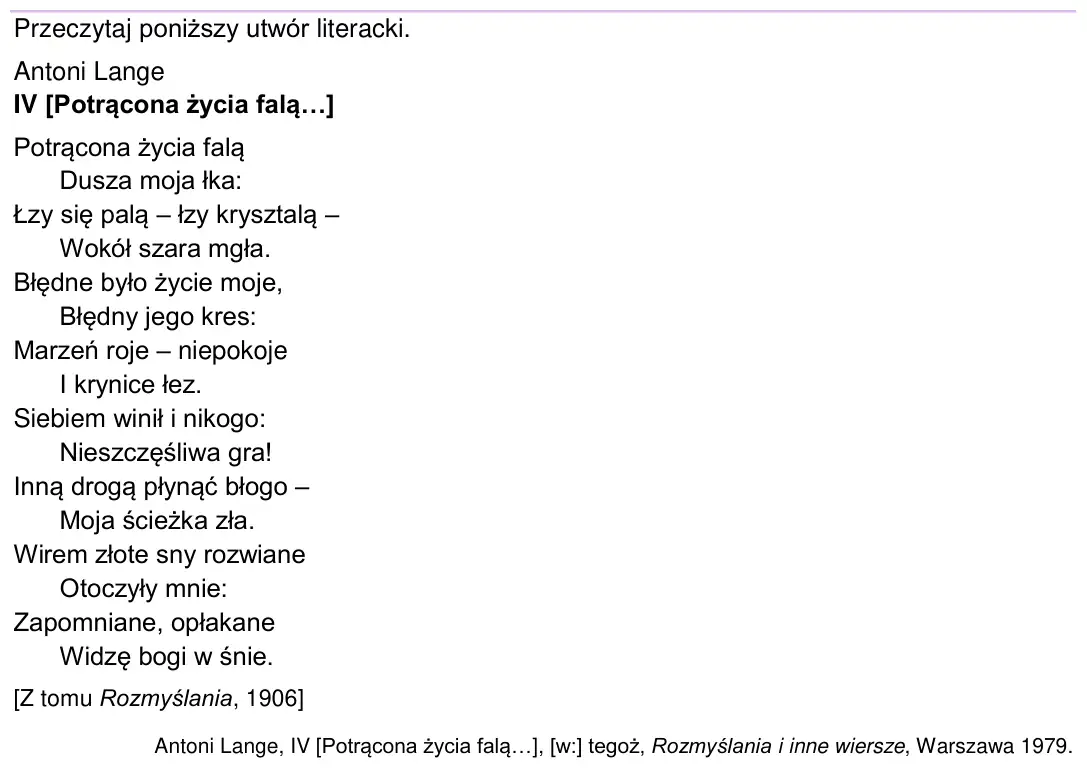 Przeczytaj poniższy utwór literacki.
Antoni Lange
IV [Potrącona życia falą…]
Potrącona życia falą
Dusza moja łka:
Łzy się palą – łzy krysztalą –
Wokół szara mgła.
Błędne było życie moje,
Błędny jego kres:
Marzeń roje – niepokoje
I krynice łez.
Siebiem winił i nikogo:
Nieszczęśliwa gra!
Inną drogą płynąć błogo –
Moja ścieżka zła.
Wirem złote sny rozwiane
Otoczyły mnie:
Zapomniane, opłakane
Widzę bogi w śnie.
[Z tomu Rozmyślania, 1906]
Antoni Lange, IV [Potrącona życia falą…], [w:] tegoż, Rozmyślania i inne wiersze, Warszawa 1979.